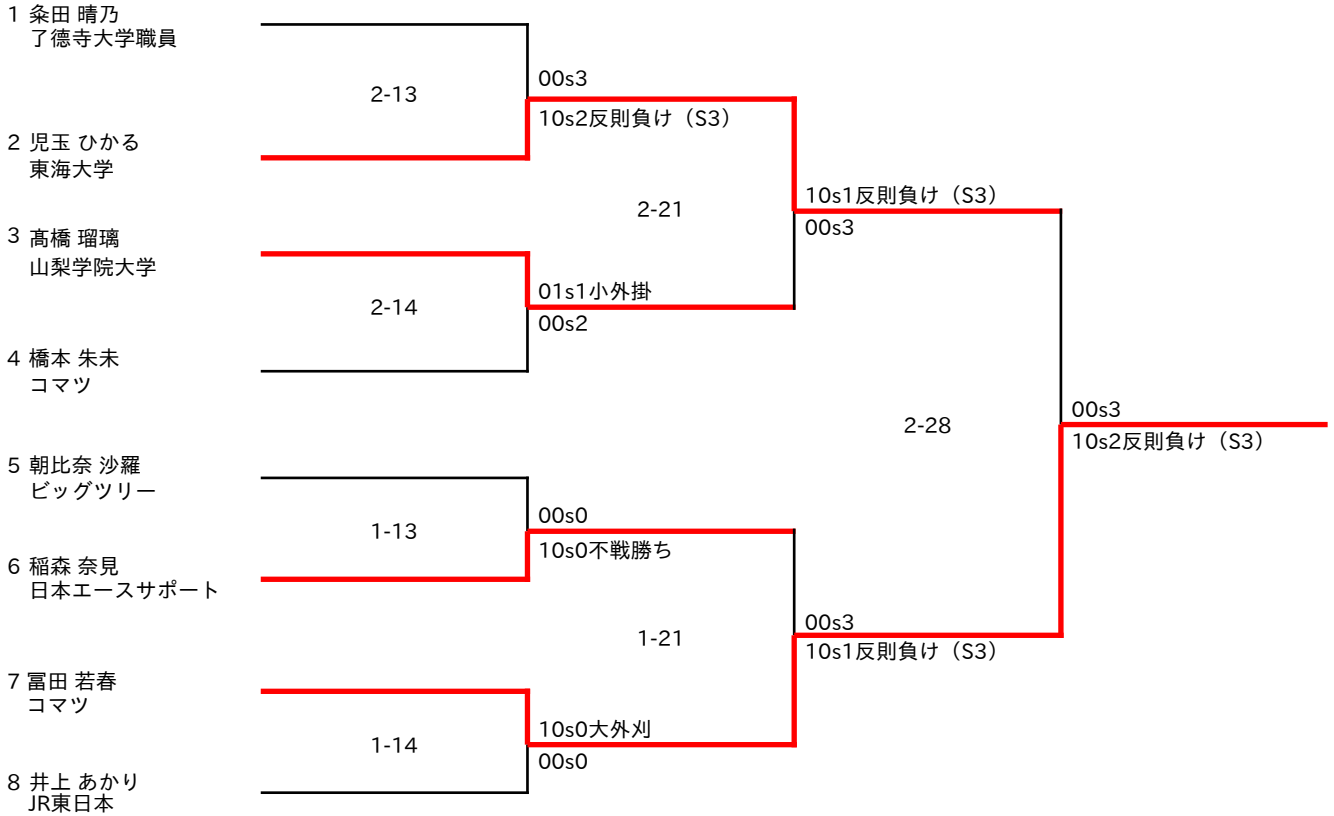 1 粂田 晴乃
了德寺大学職員
2-13
00s3
10s2反則負け（S3）
2 児玉 ひかる
東海大学
2-21
10s1反則負け（S3）
00s3
3 髙橋 瑠璃
山梨学院大学
2-14
01s1小外掛
00s2
4 橋本 朱未
コマツ
2-28
00s3
10s2反則負け（S3）
5 朝比奈 沙羅
ビッグツリー
1-13
00s0
10s0不戦勝ち
6 稲森 奈見
日本エースサポート
1-21
00s3
10s1反則負け（S3）
7 冨田 若春
コマツ
1-14
10s0大外刈
00s0
8 井上 あかり
JR東日本